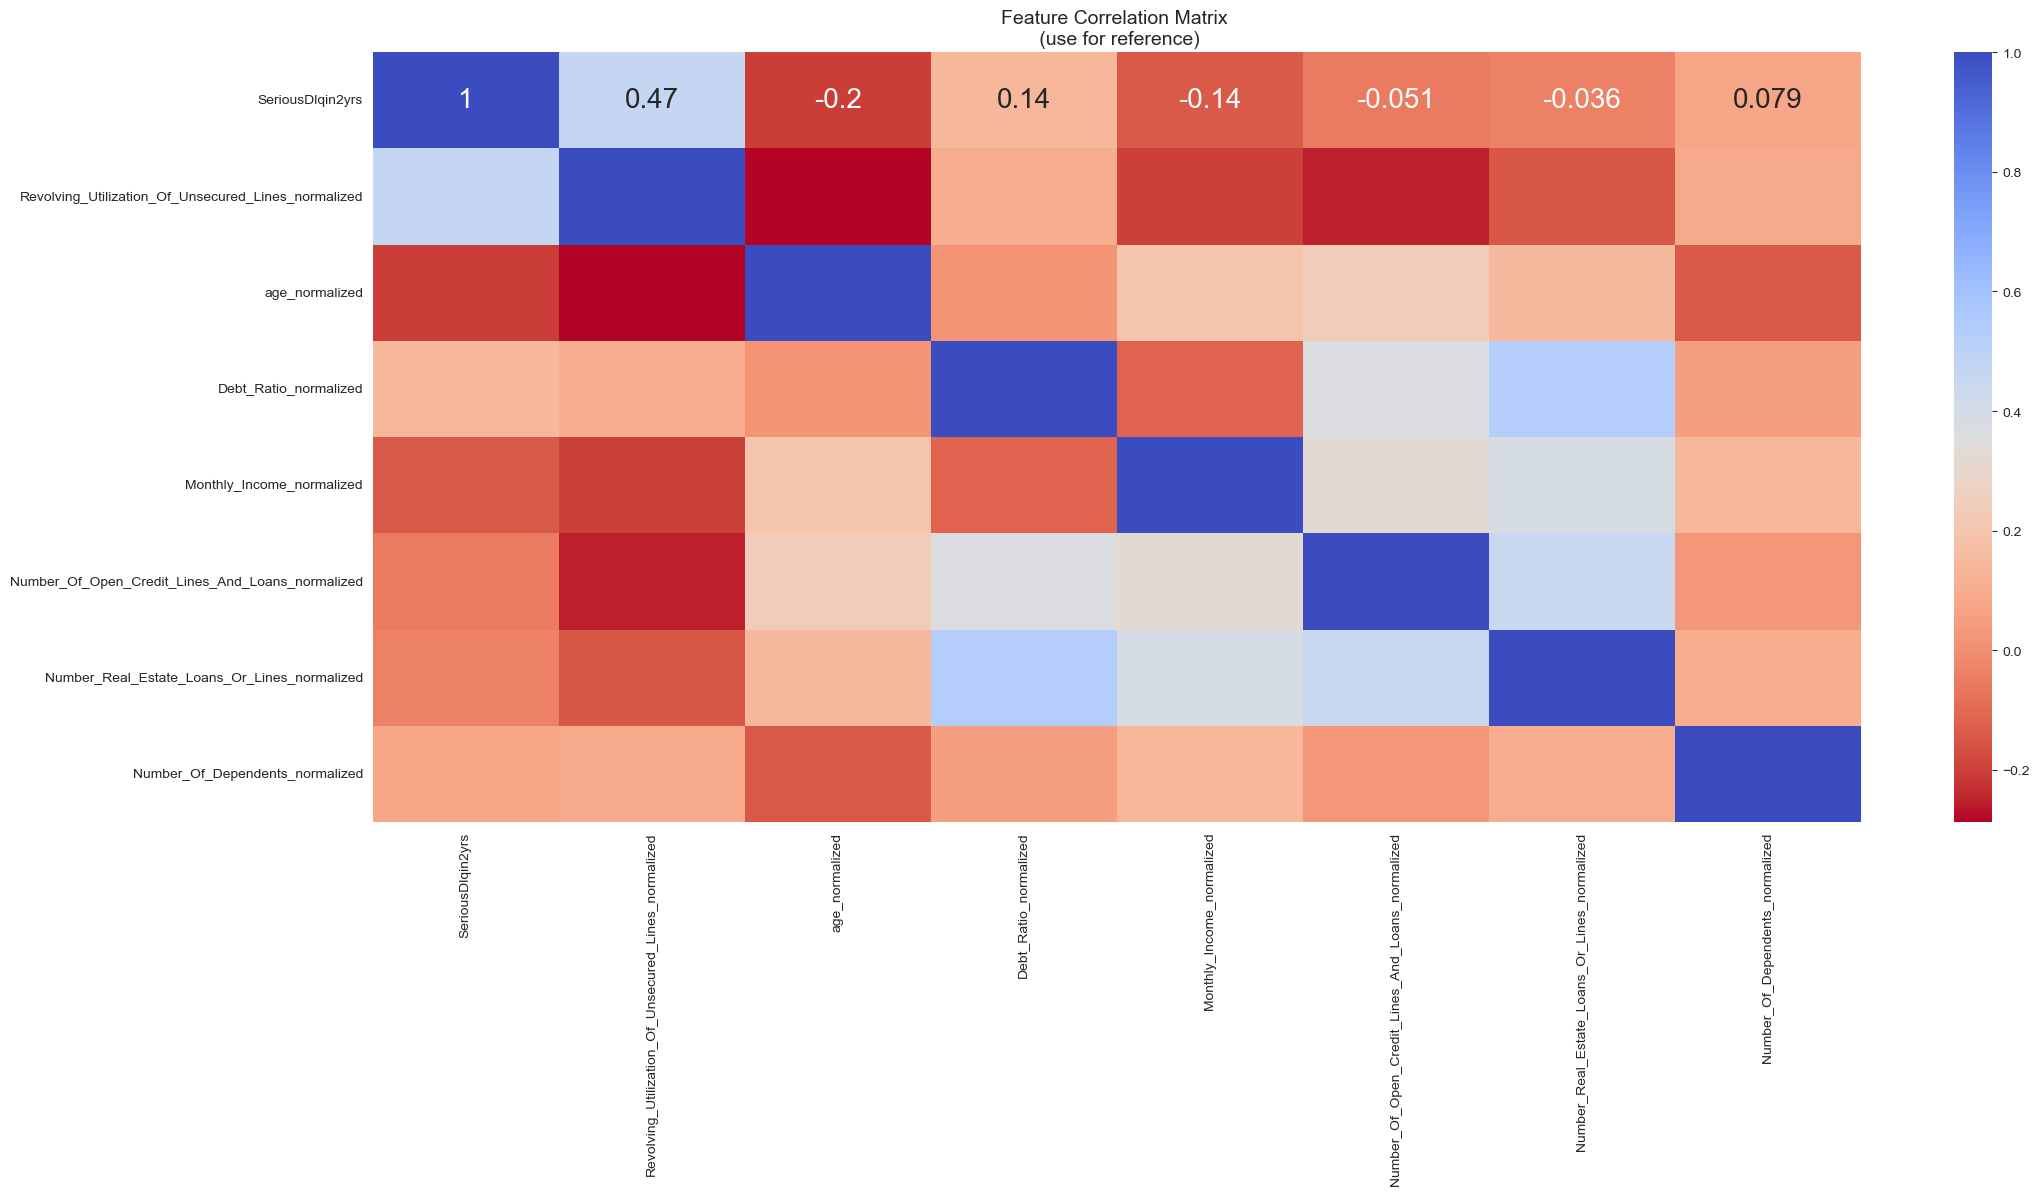 Feature Correlation Matrix
(use for reference)
SeriousDlqin2yrs
1 0.47 -0.2 0.14 -0.14 -0.051 -0.036 0.079
Revolving_Utilization_Of_Unsecured_Lines_normalized
age_normalized
Debt_Ratio_normalized
Monthly_Income_normalized
Number_Of_Open_Credit_Lines_And_Loans_normalized
Number_Real_Estate_Loans_Or_Lines_normalized
Number_Of_Dependents_normalized
SeriousDlqin2yrs
Revolving_Utilization_Of_Unsecured_Lines_normalized
age_normalized
Debt_Ratio_normalized
Monthly_Income_normalized
Number_Of_Open_Credit_Lines_And_Loans_normalized
Number_Real_Estate_Loans_Or_Lines_normalized
Number_Of_Dependents_normalized
1.0
0.8
0.6
0.4
0.2
0.0
−0.2